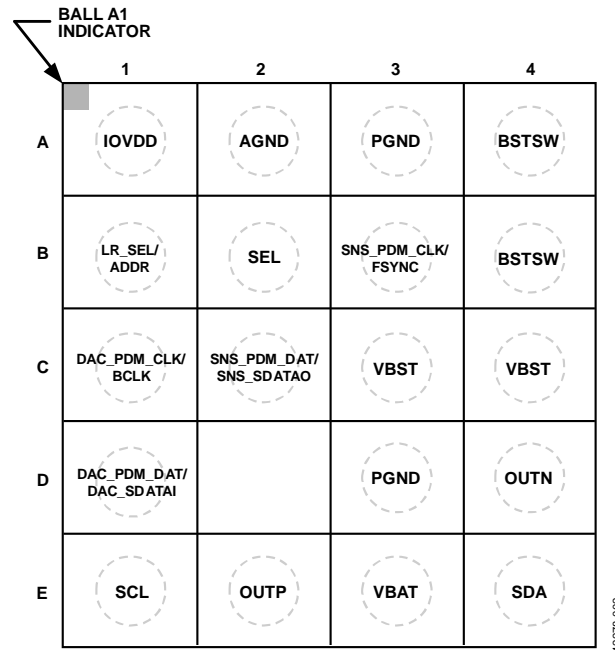 BALL A1
INDICATOR
1 2 3 4
A IOVDD AGND PGND BSTSW
B LR_SEL/ADDR SEL SNS_PDM_CLK/FSYNC BSTSW
C DAC_PDM_CLK/BCLK SNS_PDM_DAT/SNS_SDATAO VBST VBST
D DAC_PDM_DAT/DAC_SDATAI PGND OUTN
E SCL OUTP VBAT SDA